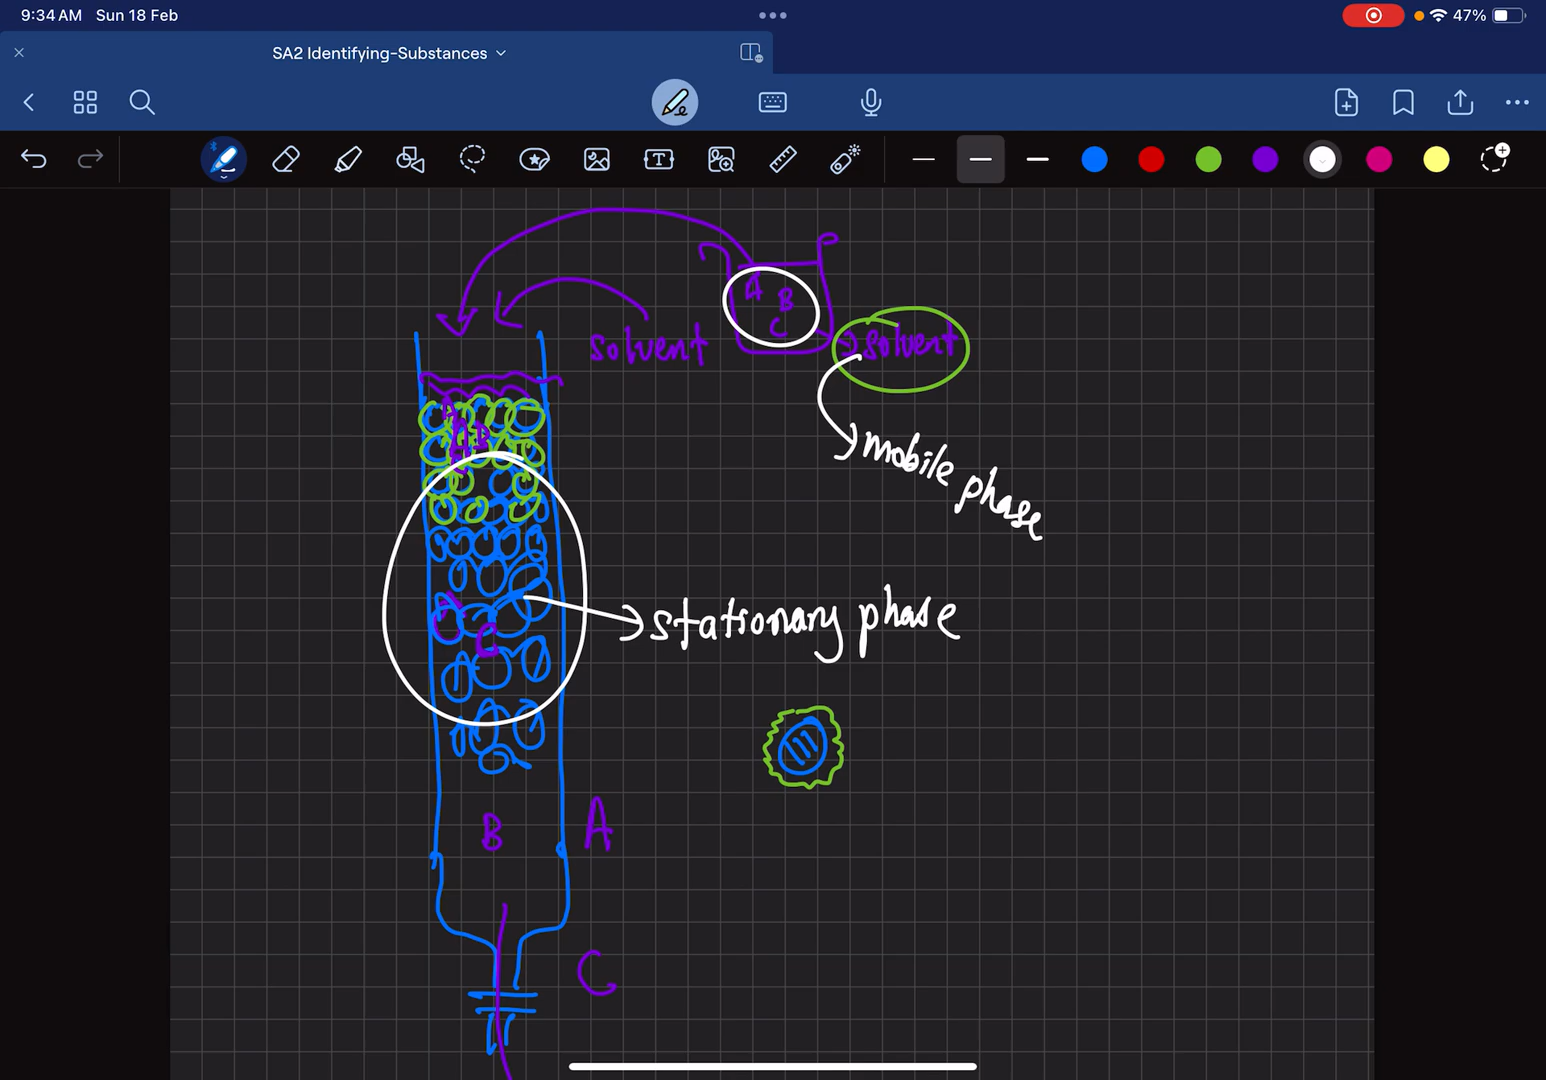 9:34 AM Sun 18 Feb
47%
SA2 Identifying-Substances
T
A
B
C
solvent
solvent
mobile phase
A
B
stationary phase
C
B
A
C